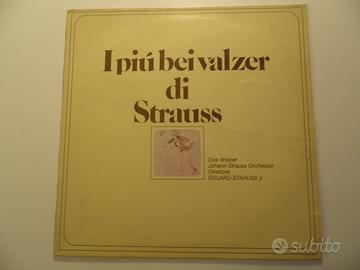 I piú bei valzer
di
Strauss
Das Wiener
Johann Strauss Orchester
Direttore
EDUARD STRAUSS jr.
subito